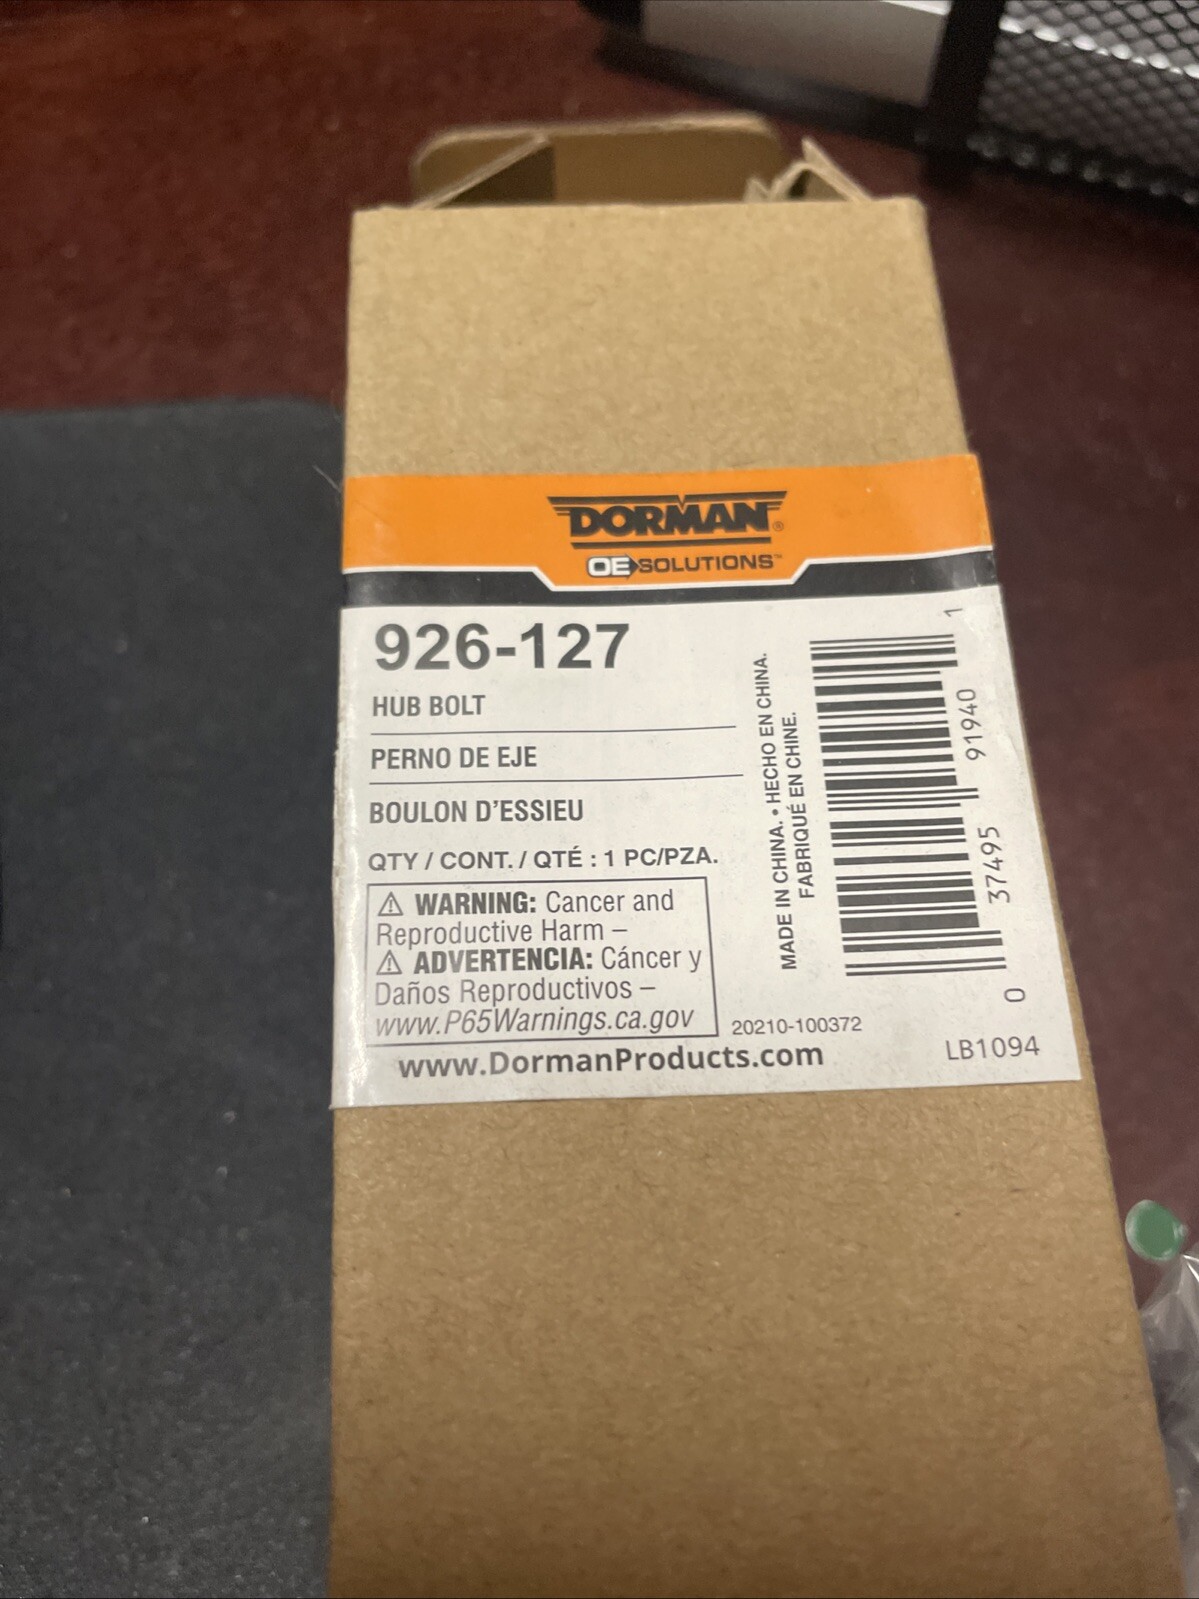 DORMAN®
OE SOLUTIONS™
926-127
HUB BOLT
PERNO DE EJE
BOULON D'ESSIEU
QTY / CONT. / QTÉ : 1 PC/PZA.
⚠ WARNING: Cancer and
Reproductive Harm –
⚠ ADVERTENCIA: Cáncer y
Daños Reproductivos –
www.P65Warnings.ca.gov
www.DormanProducts.com
MADE IN CHINA. • HECHO EN CHINA.
FABRIQUÉ EN CHINE.
0 37495 91940 1
20210-100372
LB1094